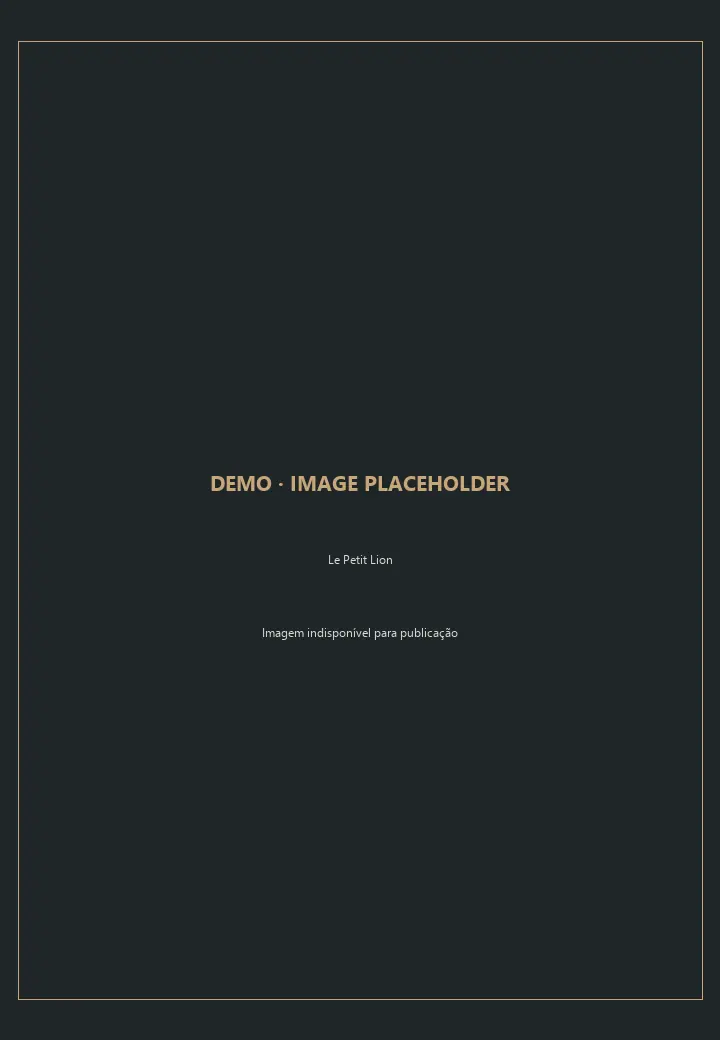 DEMO · IMAGE PLACEHOLDER
Le Petit Lion
Imagem indisponível para publicação